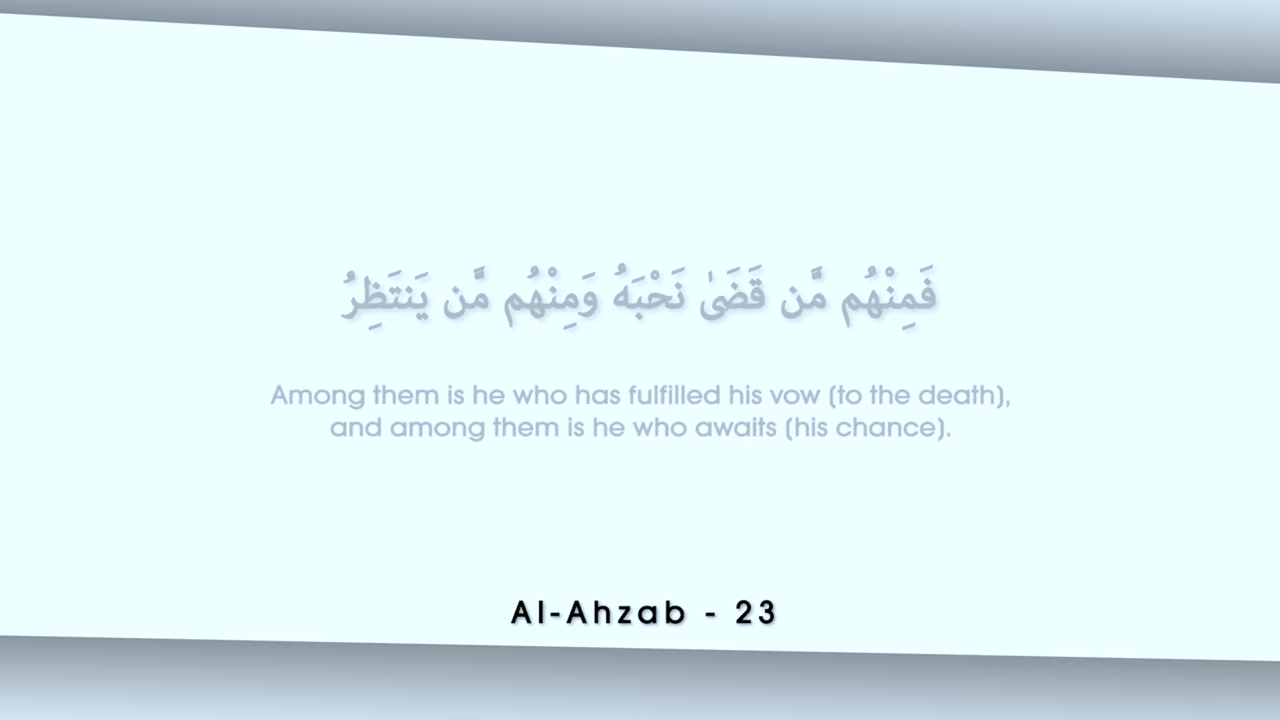 فَمِنْهُم مَّن قَضَىٰ نَحْبَهُ وَمِنْهُم مَّن يَنتَظِرُ
Among them is he who has fulfilled his vow (to the death),
and among them is he who awaits (his chance).
Al-Ahzab - 23